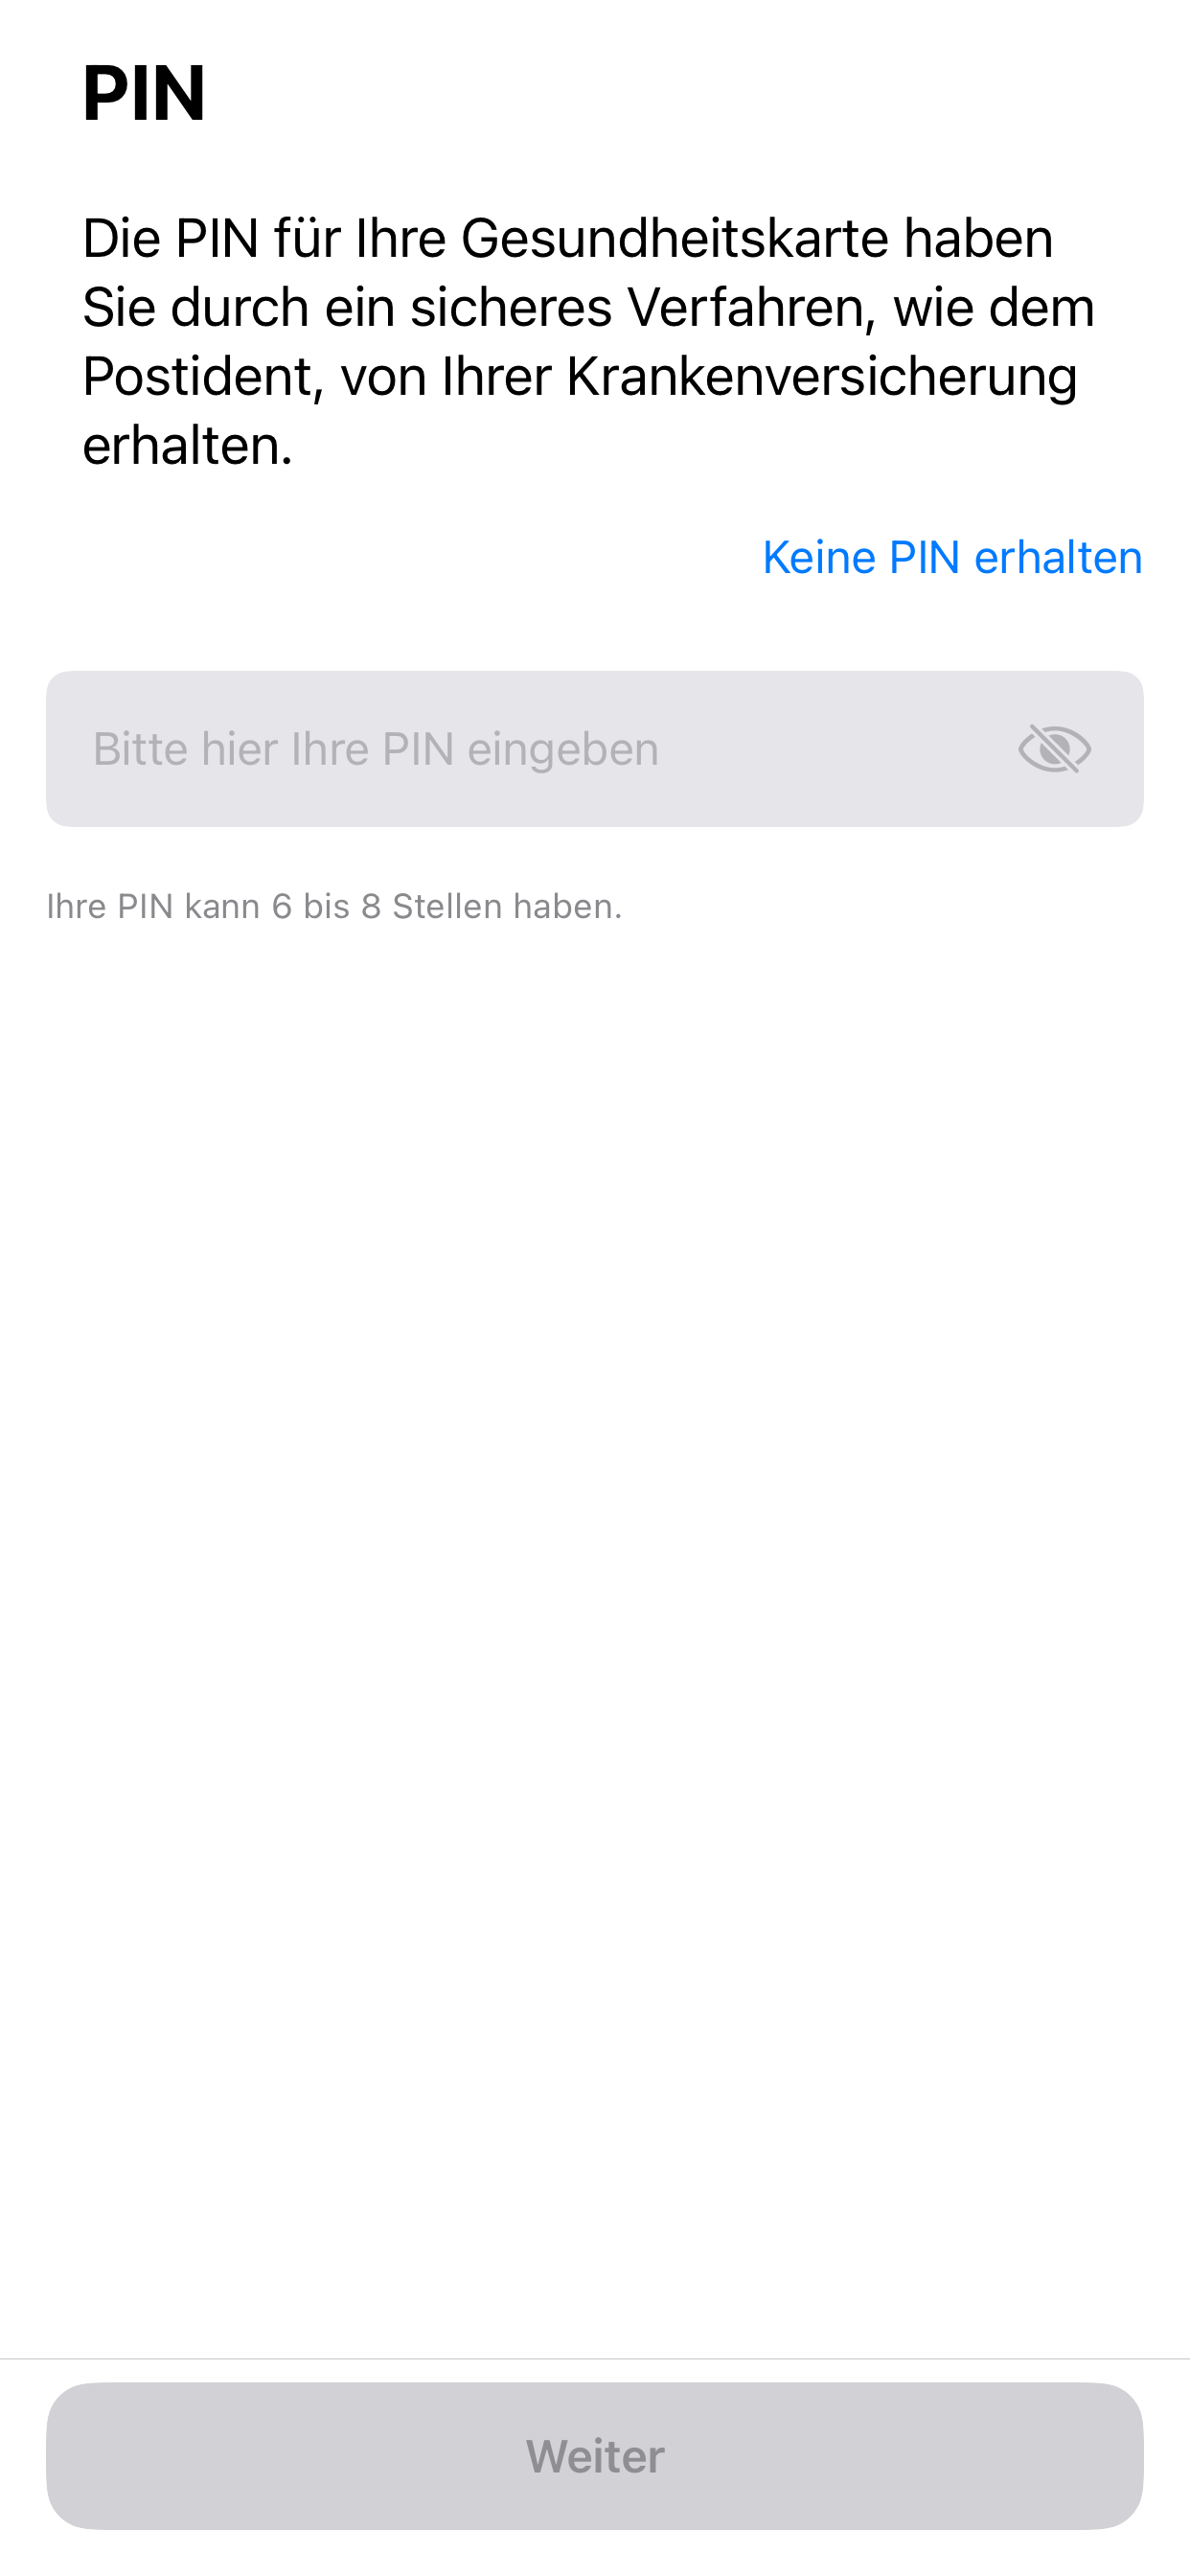 PIN
Die PIN für Ihre Gesundheitskarte haben
Sie durch ein sicheres Verfahren, wie dem
Postident, von Ihrer Krankenversicherung
erhalten.
Keine PIN erhalten
Bitte hier Ihre PIN eingeben
Ihre PIN kann 6 bis 8 Stellen haben.
Weiter